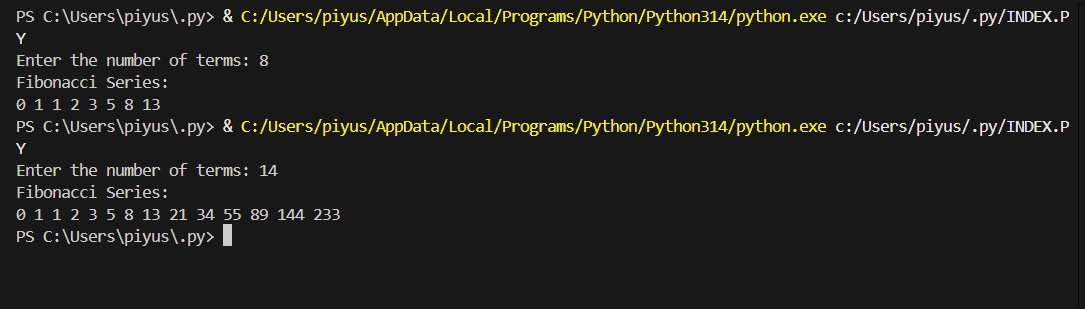 PS C:\Users\piyus\.py> & C:/Users/piyus/AppData/Local/Programs/Python/Python314/python.exe c:/Users/piyus/.py/INDEX.P
Y
Enter the number of terms: 8
Fibonacci Series:
0 1 1 2 3 5 8 13
PS C:\Users\piyus\.py> & C:/Users/piyus/AppData/Local/Programs/Python/Python314/python.exe c:/Users/piyus/.py/INDEX.P
Y
Enter the number of terms: 14
Fibonacci Series:
0 1 1 2 3 5 8 13 21 34 55 89 144 233
PS C:\Users\piyus\.py>